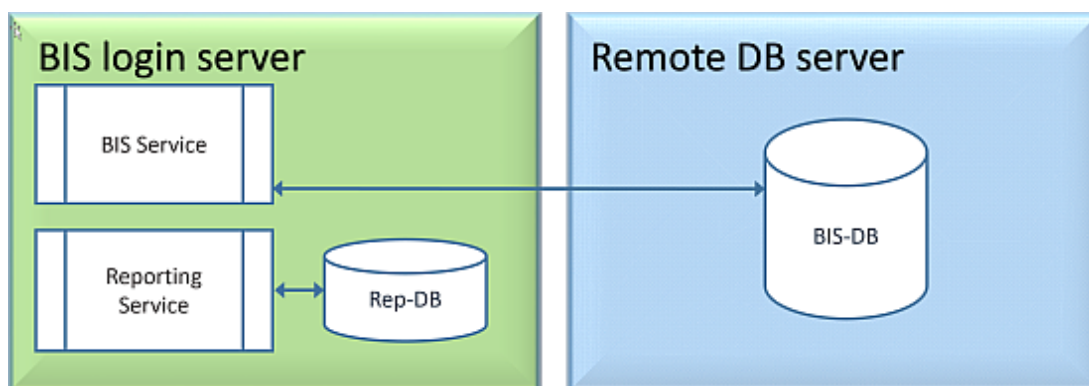 BIS login server
BIS Service
Reporting
Service
Rep-DB
Remote DB server
BIS-DB